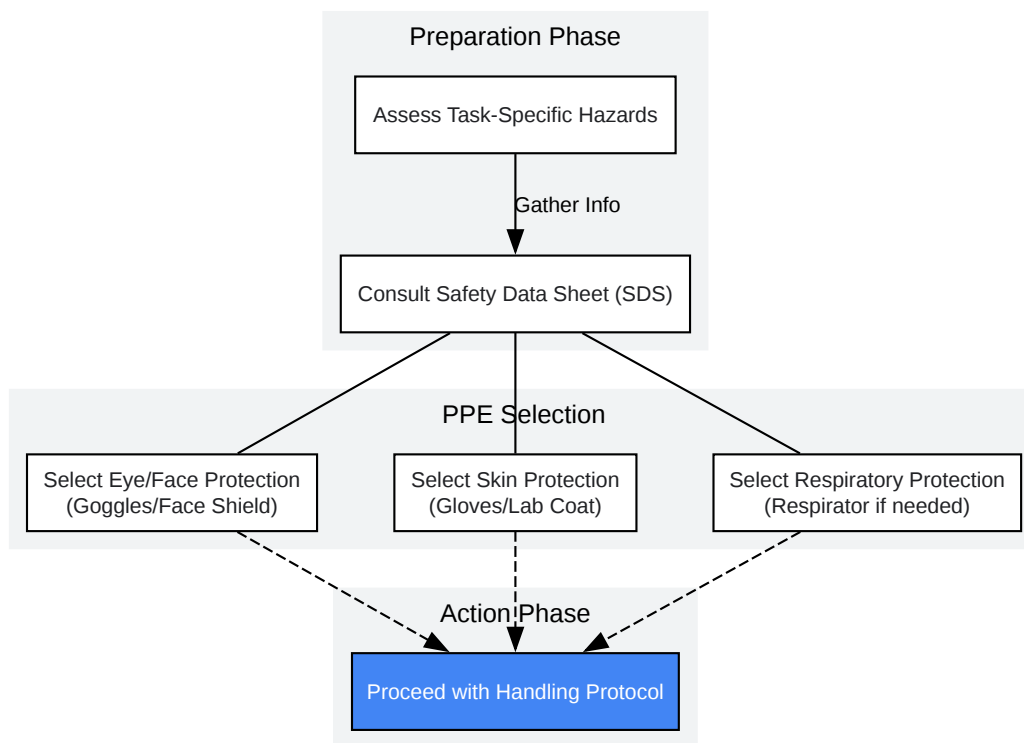 Preparation Phase
Assess Task-Specific Hazards
Gather Info
Consult Safety Data Sheet (SDS)
PPE Selection
Select Eye/Face Protection
(Goggles/Face Shield)
Select Skin Protection
(Gloves/Lab Coat)
Select Respiratory Protection
(Respirator if needed)
Action Phase
Proceed with Handling Protocol